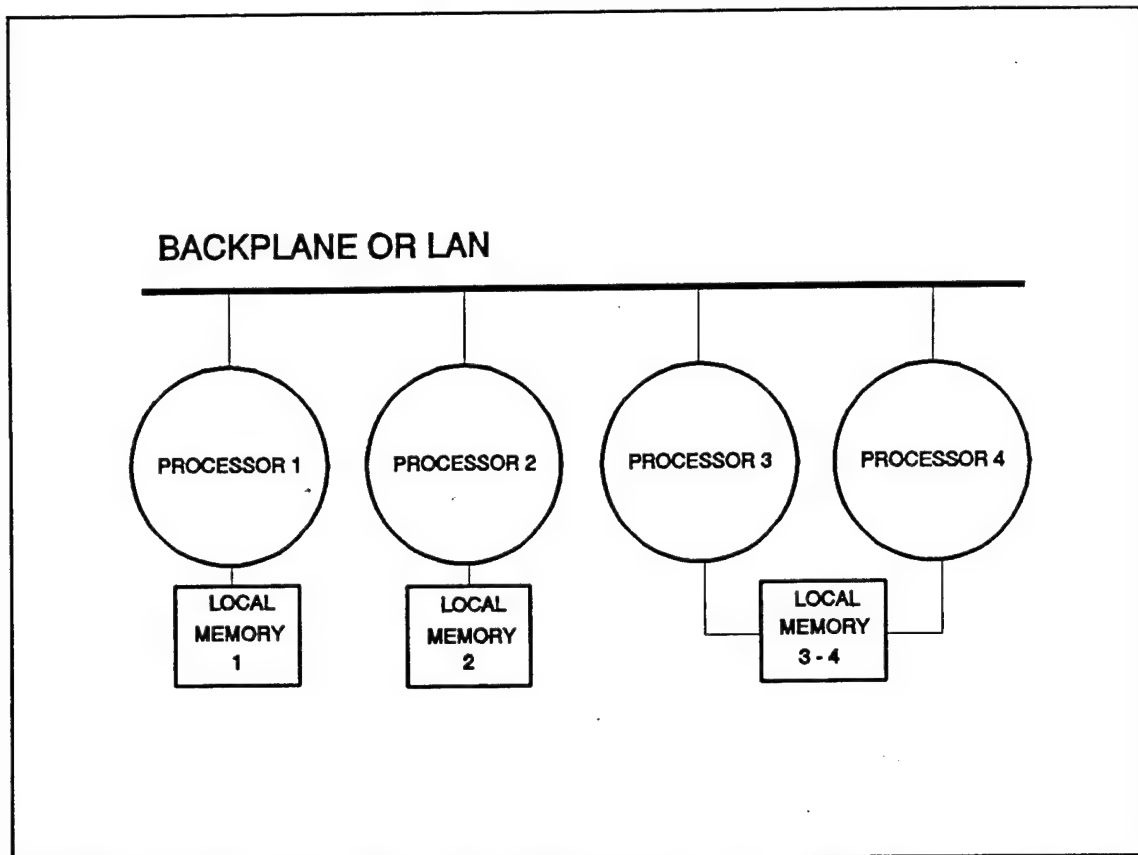 BACKPLANE OR LAN
PROCESSOR 1
PROCESSOR 2
PROCESSOR 3
PROCESSOR 4
LOCAL
MEMORY
1
LOCAL
MEMORY
2
LOCAL
MEMORY
3 - 4